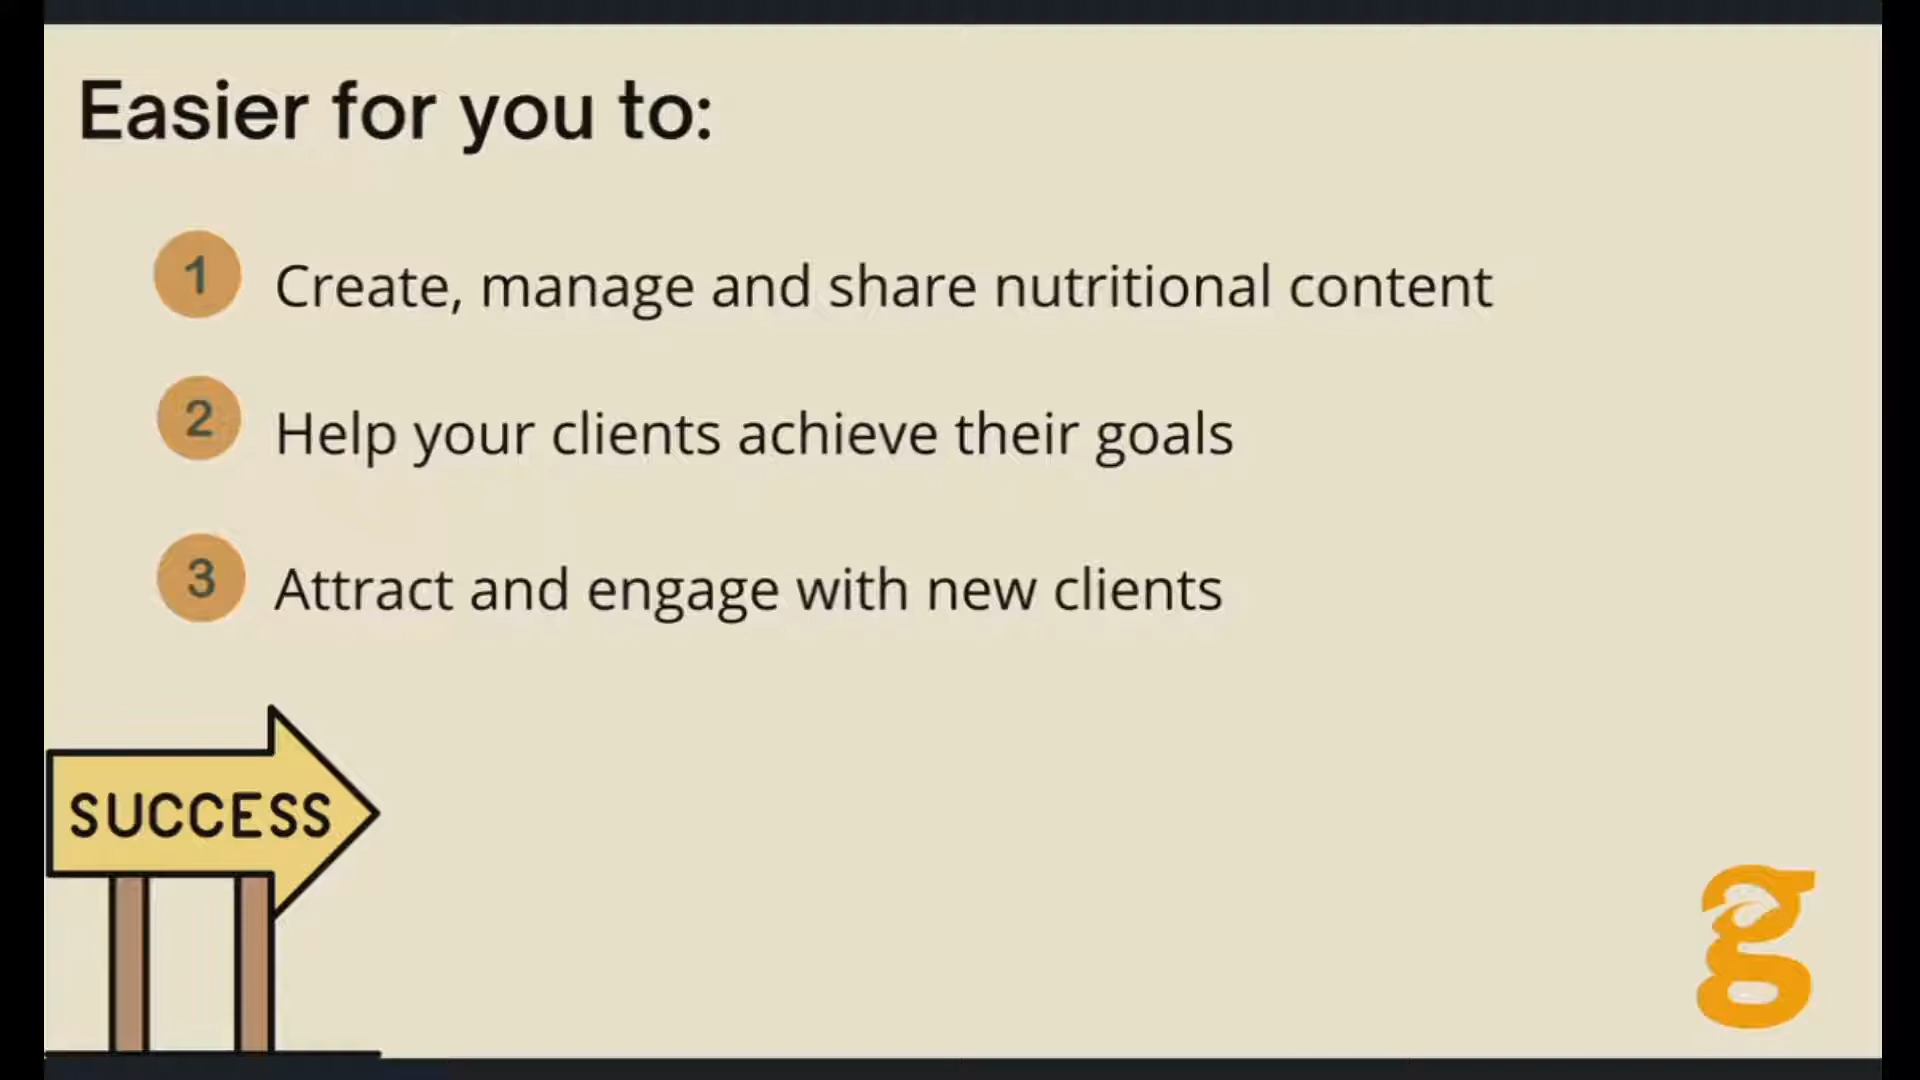 Easier for you to:
1 Create, manage and share nutritional content
2 Help your clients achieve their goals
3 Attract and engage with new clients
SUCCESS
g